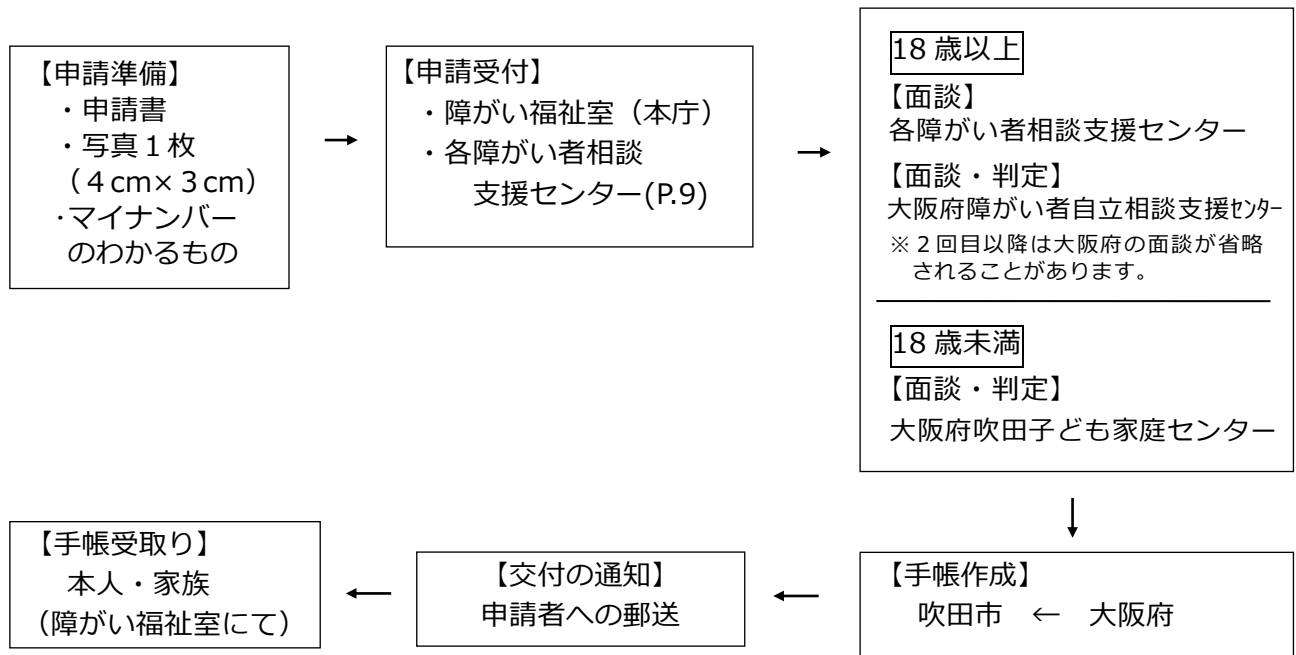 【申請準備】
・申請書
・写真１枚
（４cm×３cm）
・マイナンバー
のわかるもの
→
【申請受付】
・障がい福祉室（本庁）
・各障がい者相談
支援センター(P.9)
→
18歳以上
【面談】
各障がい者相談支援センター
【面談・判定】
大阪府障がい者自立相談支援ｾﾝﾀｰ
※２回目以降は大阪府の面談が省略
されることがあります。
18歳未満
【面談・判定】
大阪府吹田子ども家庭センター
↓
【手帳作成】
吹田市　←　大阪府
←
【交付の通知】
申請者への郵送
←
【手帳受取り】
本人・家族
（障がい福祉室にて）